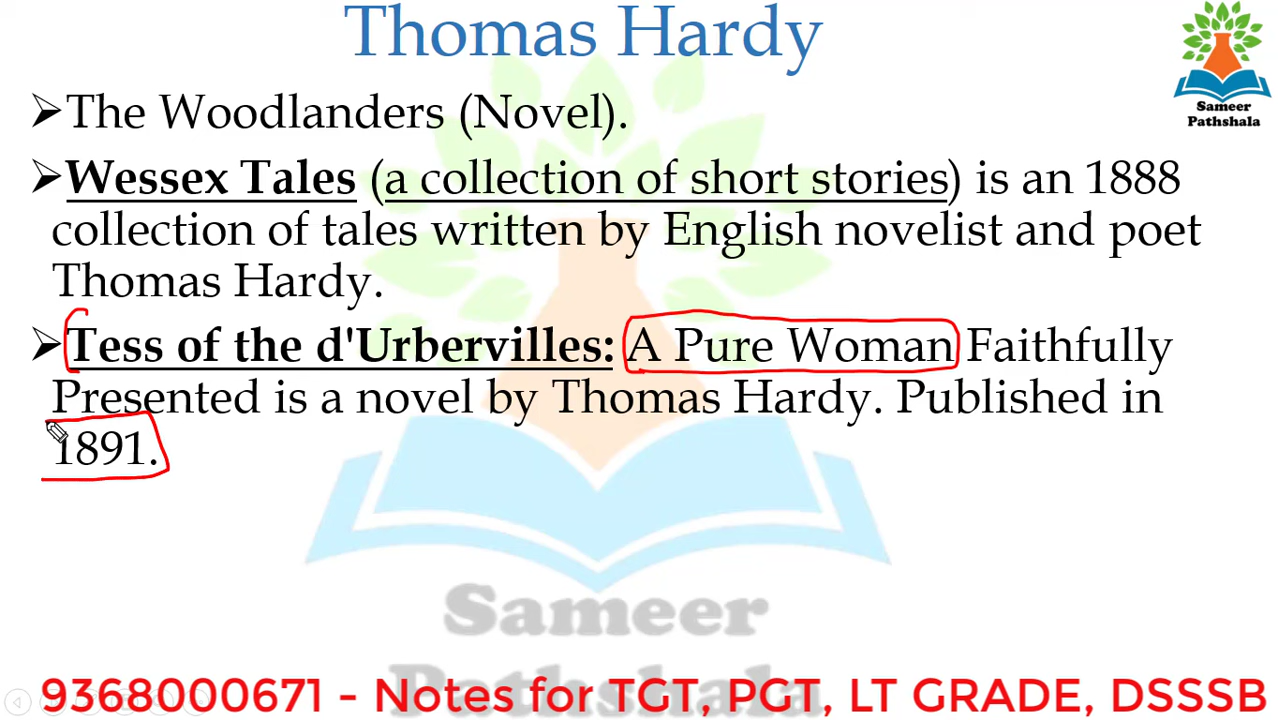 Thomas Hardy
Sameer
Pathshala
➢The Woodlanders (Novel).
➢Wessex Tales (a collection of short stories) is an 1888
collection of tales written by English novelist and poet
Thomas Hardy.
➢Tess of the d'Urbervilles: A Pure Woman Faithfully
Presented is a novel by Thomas Hardy. Published in
1891.
Sameer
Pathshala
9368000671 - Notes for TGT, PGT, LT GRADE, DSSSB